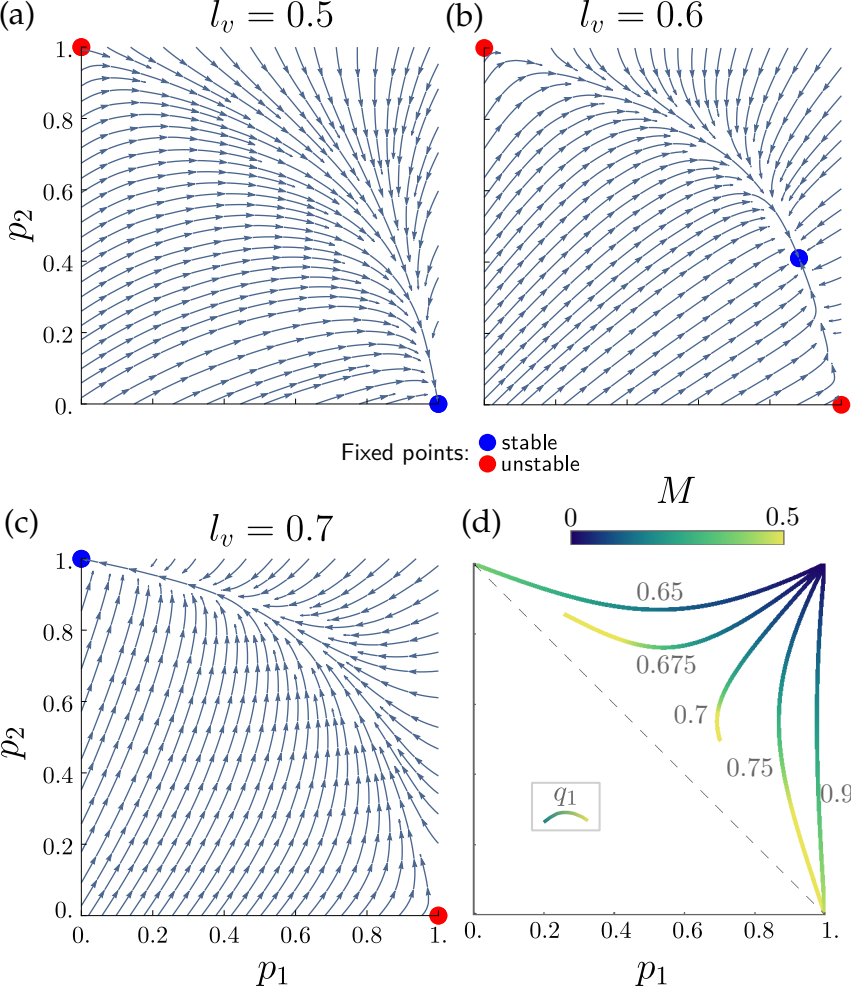 (a) l_v = 0.5 (b) l_v = 0.6
1.
0.8
0.6
p_2
0.4
0.2
0.
Fixed points: stable
unstable
M
(c) l_v = 0.7 (d) 0 0.5
1.
0.65
0.8
0.675
0.6
p_2
0.7
0.75
0.4
0.9
q_1
0.2
0.
0. 0.2 0.4 0.6 0.8 1. 0. 0.2 0.4 0.6 0.8 1.
p_1 p_1